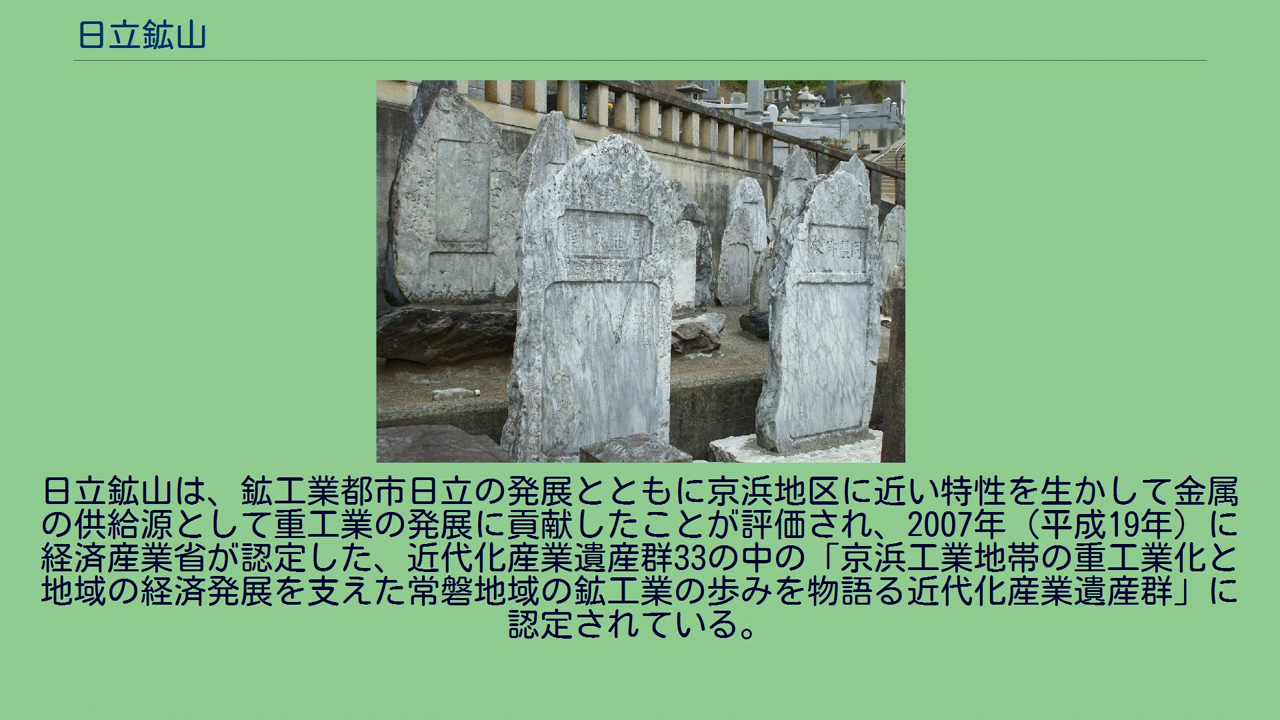 日立鉱山
日立鉱山は、鉱工業都市日立の発展とともに京浜地区に近い特性を生かして金属
の供給源として重工業の発展に貢献したことが評価され、2007年（平成19年）に
経済産業省が認定した、近代化産業遺産群33の中の「京浜工業地帯の重工業化と
地域の経済発展を支えた常磐地域の鉱工業の歩みを物語る近代化産業遺産群」に
認定されている。